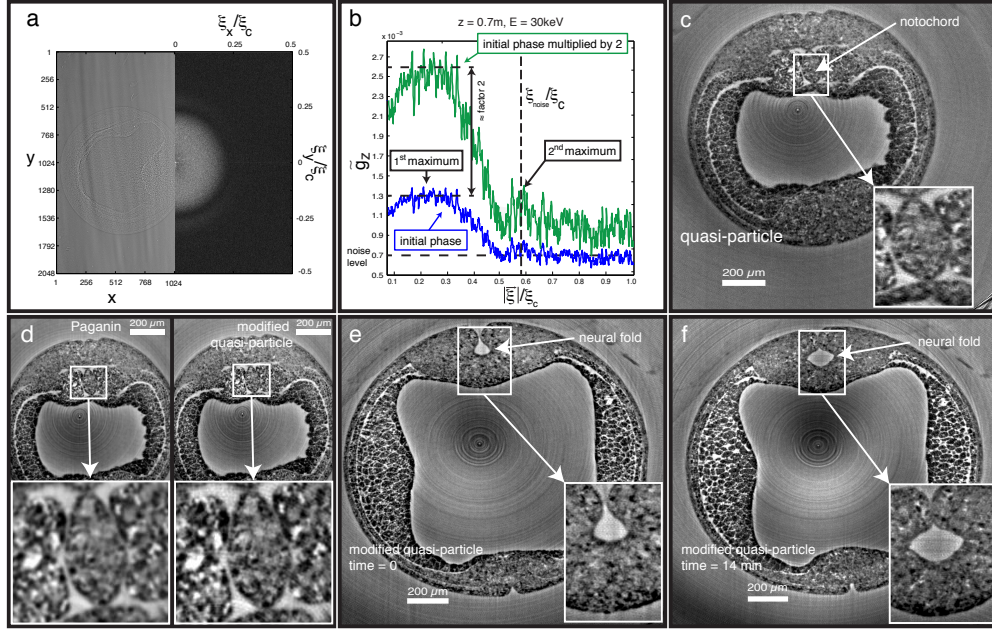 a
ξx/ξc
0
0.25
0.5
1
256
512
768
1024
1280
1536
1792
2048
y
0.5
0.25
0
-0.25
-0.5
ξy/ξc
1
256
512
768
1024
x
b
z = 0.7m, E = 30keV
x 10⁻³
2.7
2.5
2.3
2.1
1.9
1.7
1.5
1.3
1.1
0.9
0.7
0.5
g̃z
noise
level
initial phase multiplied by 2
≈ factor 2
ξnoise/ξc
1st maximum
2nd maximum
initial phase
0.1
0.2
0.3
0.4
0.5
0.6
0.7
0.8
0.9
1.0
|ξ|/ξc
c
notochord
quasi-particle
200 µm
d
Paganin
200 µm
modified
quasi-particle
200 µm
e
neural fold
modified quasi-particle
time = 0
200 µm
f
neural fold
modified quasi-particle
time = 14 min
200 µm